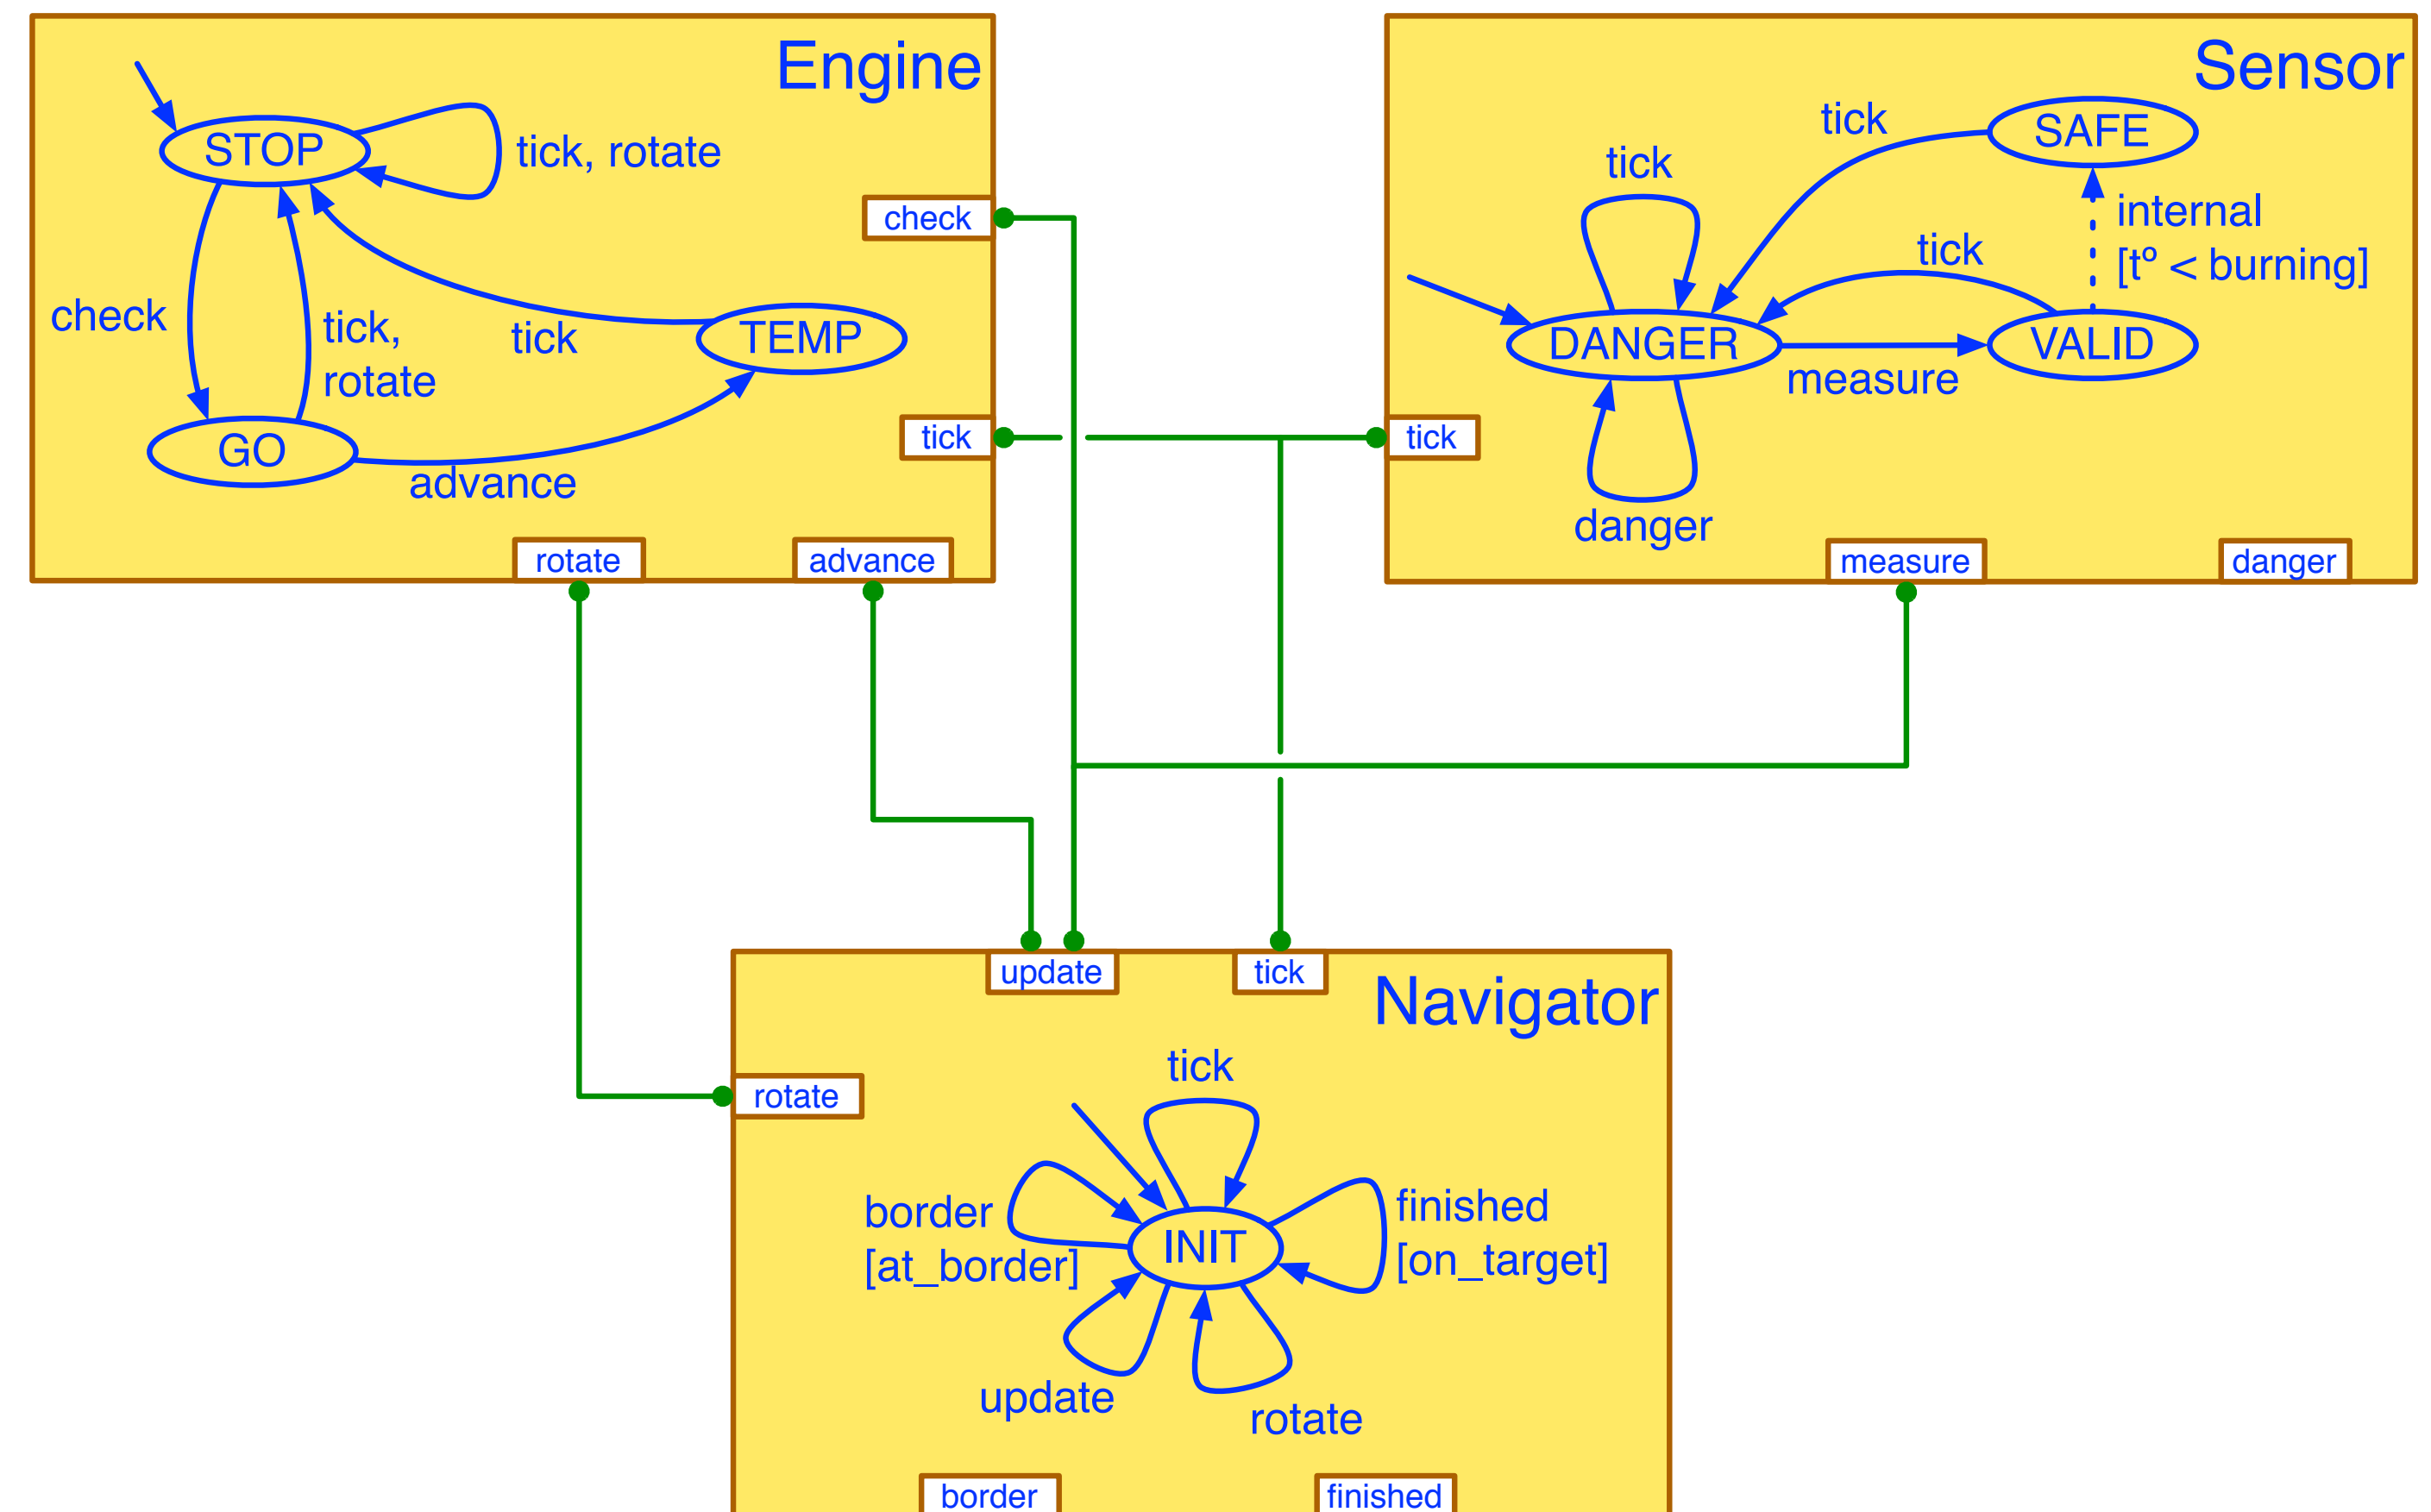 Engine
STOP
tick, rotate
check
check
tick,
rotate
tick
TEMP
GO
advance
tick
rotate
advance
Sensor
SAFE
tick
tick
internal
[tº < burning]
tick
DANGER
VALID
measure
tick
danger
measure
danger
update
tick
Navigator
rotate
tick
border
[at_border]
INIT
finished
[on_target]
update
rotate
border
finished